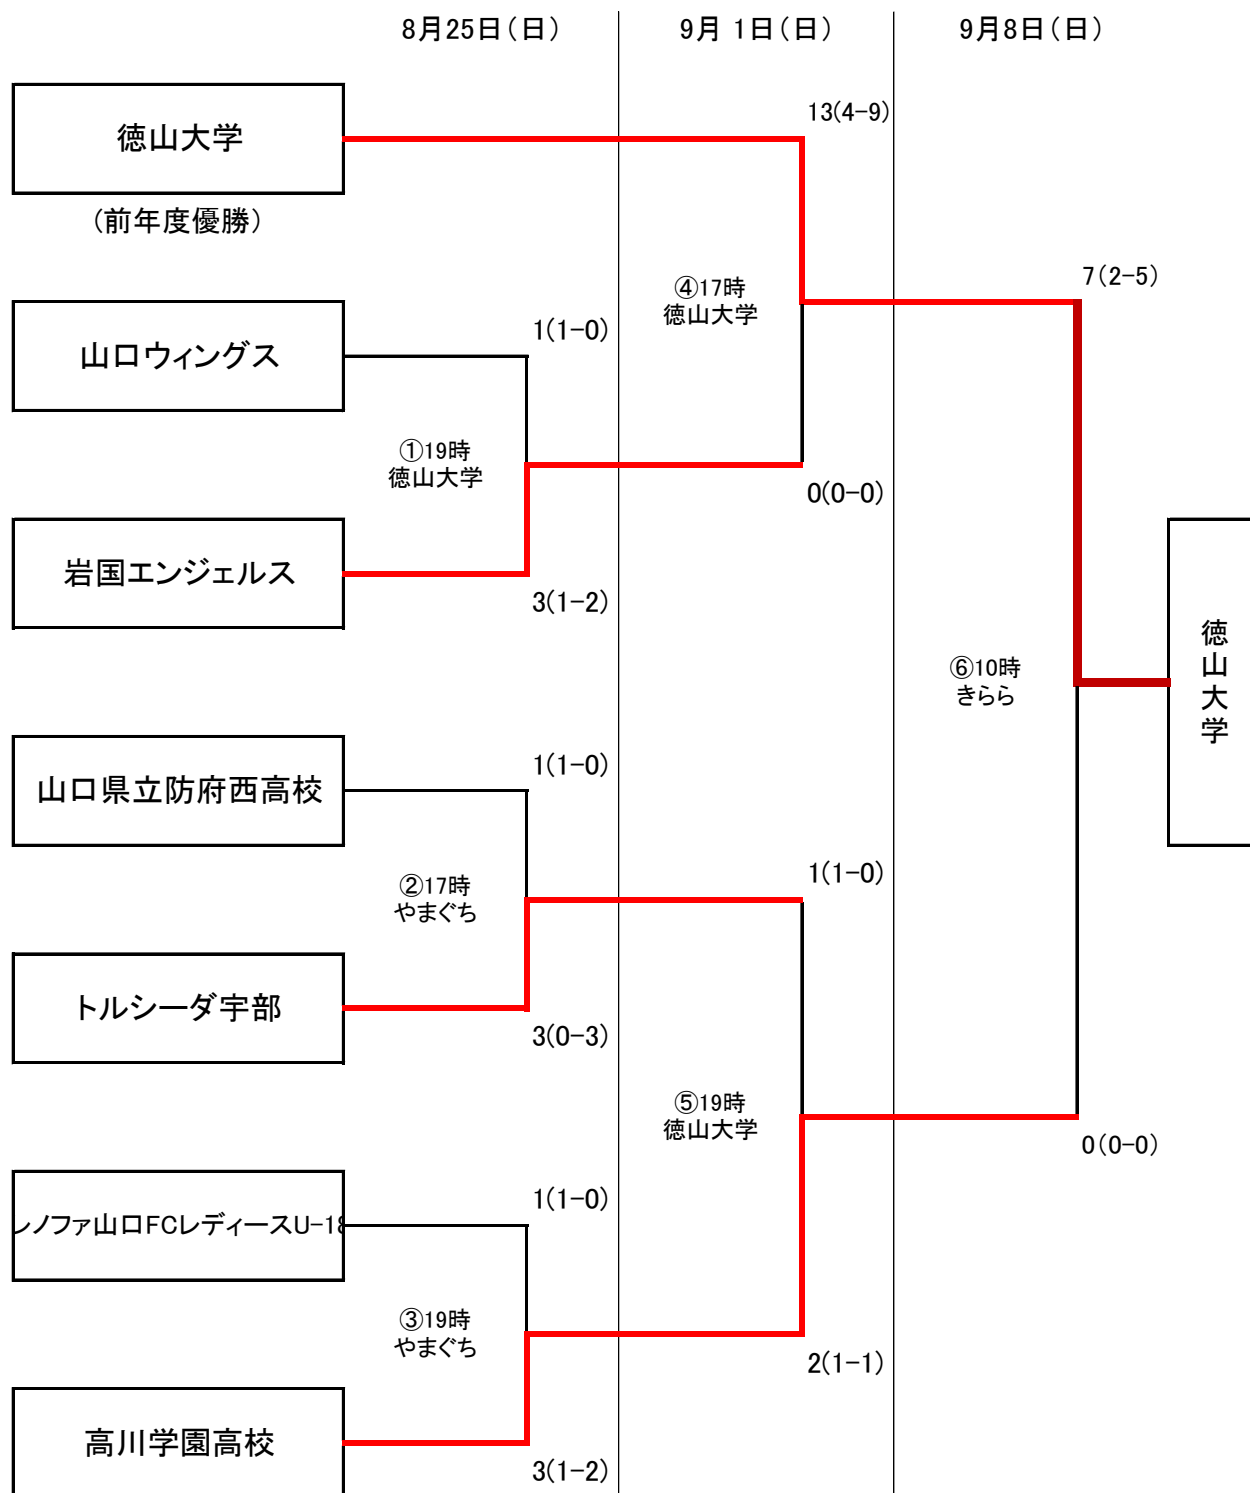 8月25日(日)
9月 1日(日)
9月8日(日)
13(4-9)
徳山大学
(前年度優勝)
7(2-5)
④17時
徳山大学
1(1-0)
山口ウィングス
①19時
徳山大学
0(0-0)
岩国エンジェルス
3(1-2)
徳山大学
⑥10時
きらら
1(1-0)
山口県立防府西高校
1(1-0)
②17時
やまぐち
トルシーダ宇部
3(0-3)
⑤19時
徳山大学
0(0-0)
1(1-0)
レノファ山口FCレディースU-18
③19時
やまぐち
2(1-1)
高川学園高校
3(1-2)